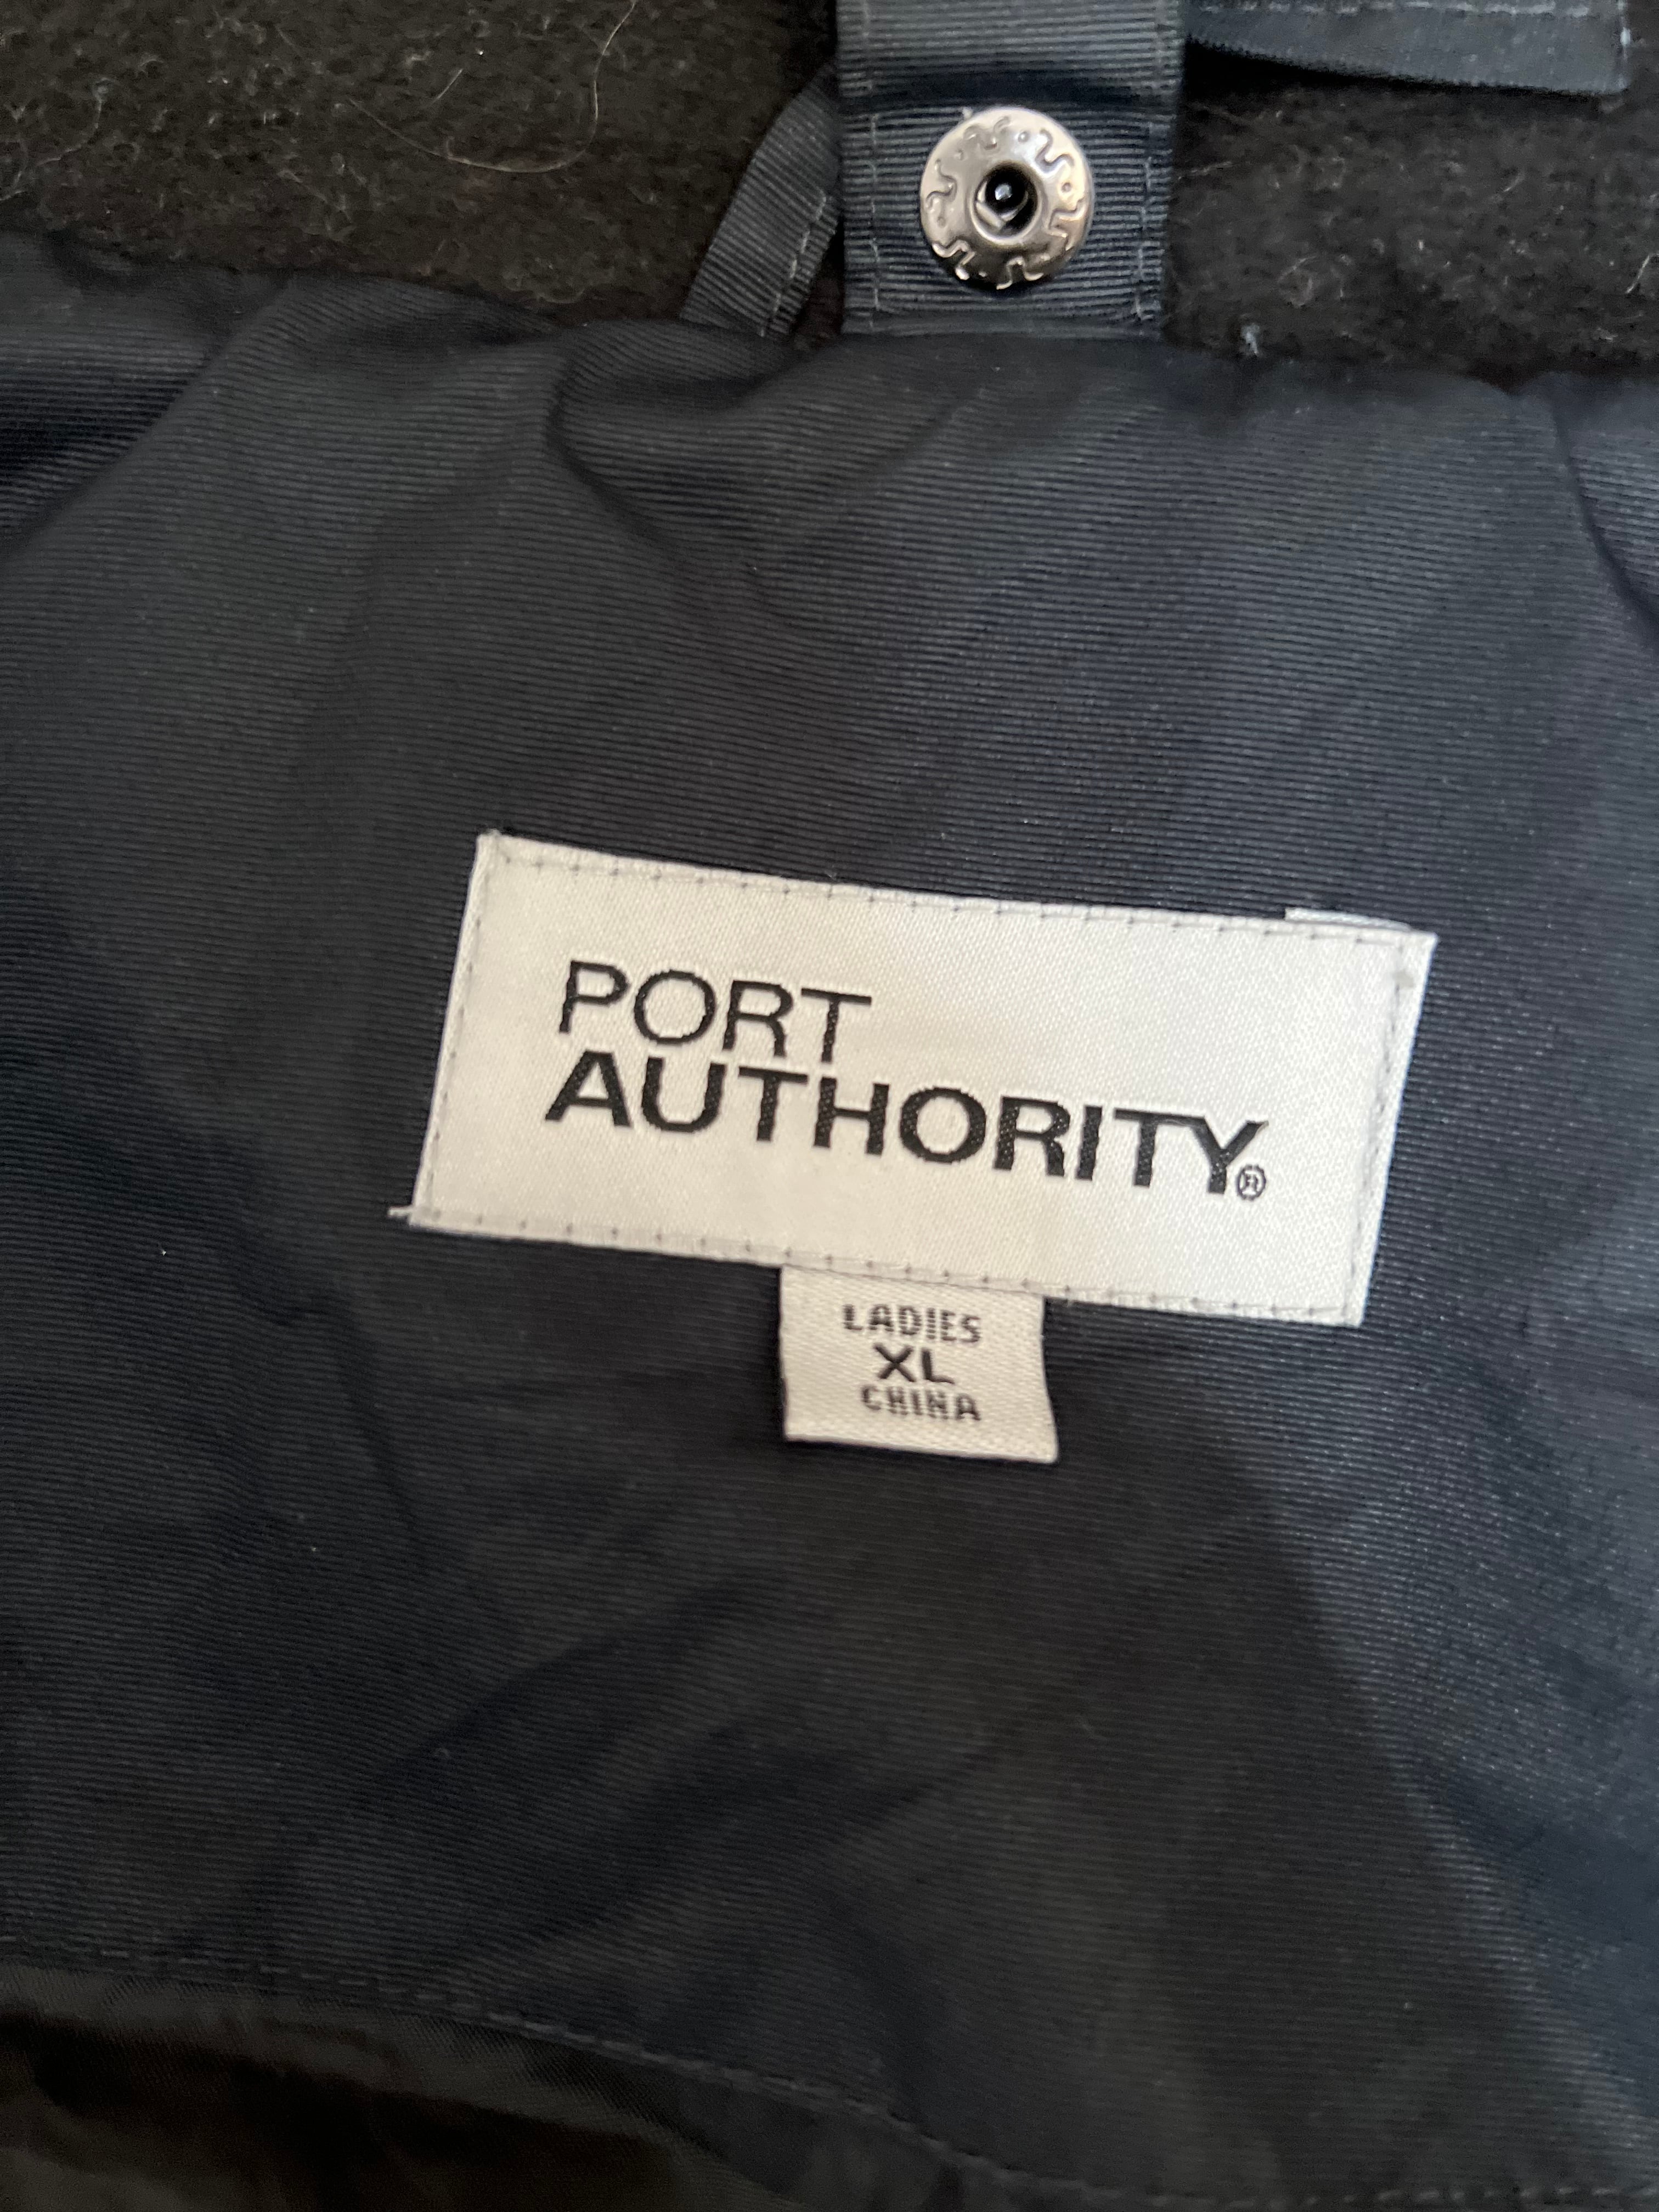 PORT
AUTHORITY®
LADIES
XL
CHINA